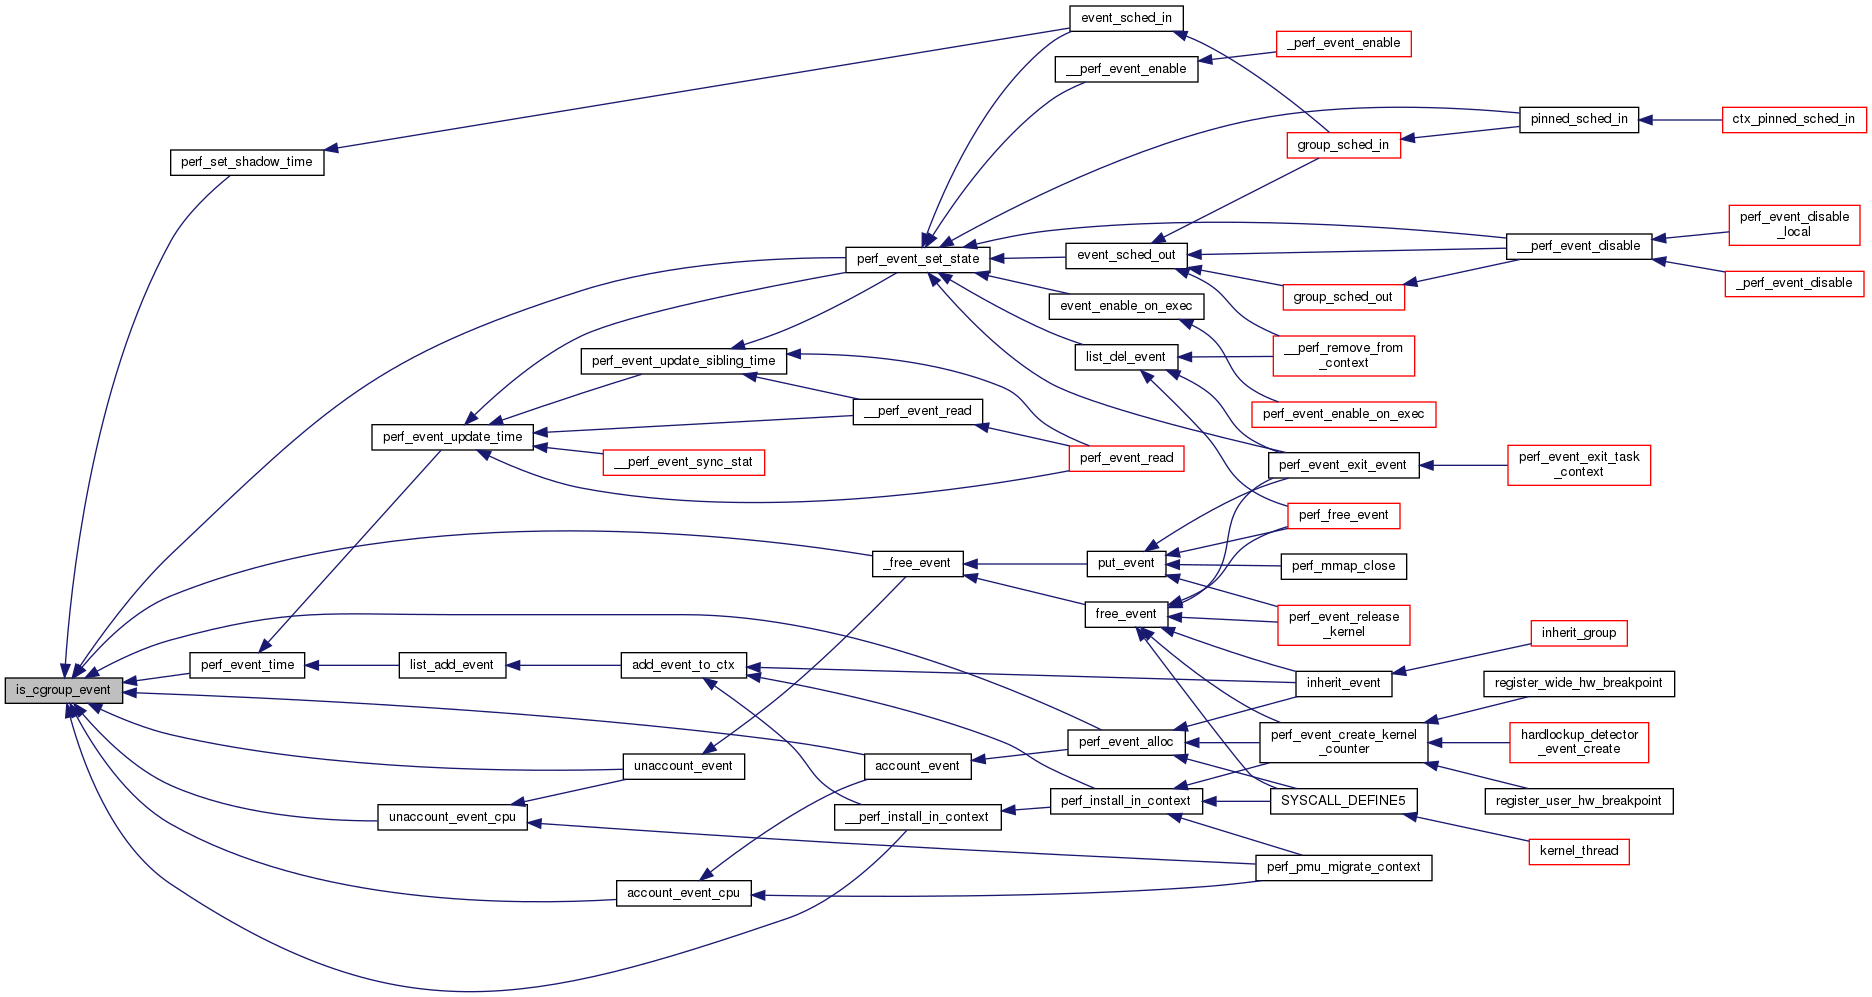 event_sched_in
_perf_event_enable
__perf_event_enable
pinned_sched_in
ctx_pinned_sched_in
group_sched_in
perf_set_shadow_time
perf_event_disable
_local
__perf_event_disable
event_sched_out
perf_event_set_state
_perf_event_disable
group_sched_out
event_enable_on_exec
__perf_remove_from
_context
list_del_event
perf_event_update_sibling_time
__perf_event_read
perf_event_enable_on_exec
perf_event_update_time
__perf_event_sync_stat
perf_event_read
perf_event_exit_event
perf_event_exit_task
_context
perf_free_event
_free_event
put_event
perf_mmap_close
free_event
perf_event_release
_kernel
inherit_group
perf_event_time
list_add_event
add_event_to_ctx
is_cgroup_event
inherit_event
register_wide_hw_breakpoint
perf_event_alloc
perf_event_create_kernel
_counter
hardlockup_detector
_event_create
unaccount_event
account_event
perf_install_in_context
SYSCALL_DEFINE5
register_user_hw_breakpoint
unaccount_event_cpu
__perf_install_in_context
kernel_thread
perf_pmu_migrate_context
account_event_cpu